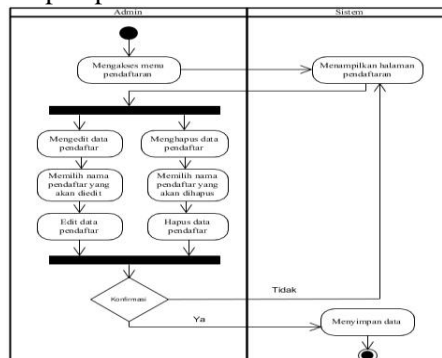 Admin
Sistem
Mengakses menu
pendaftaran
Menampilkan halaman
pendaftaran
Mengedit data
pendaftar
Menghapus data
pendaftar
Memilih nama
pendaftar yang
akan diedit
Memilih nama
pendaftar yang
akan dihapus
Edit data
pendaftar
Hapus data
pendaftar
Konfirmasi
Tidak
Ya
Menyimpan data